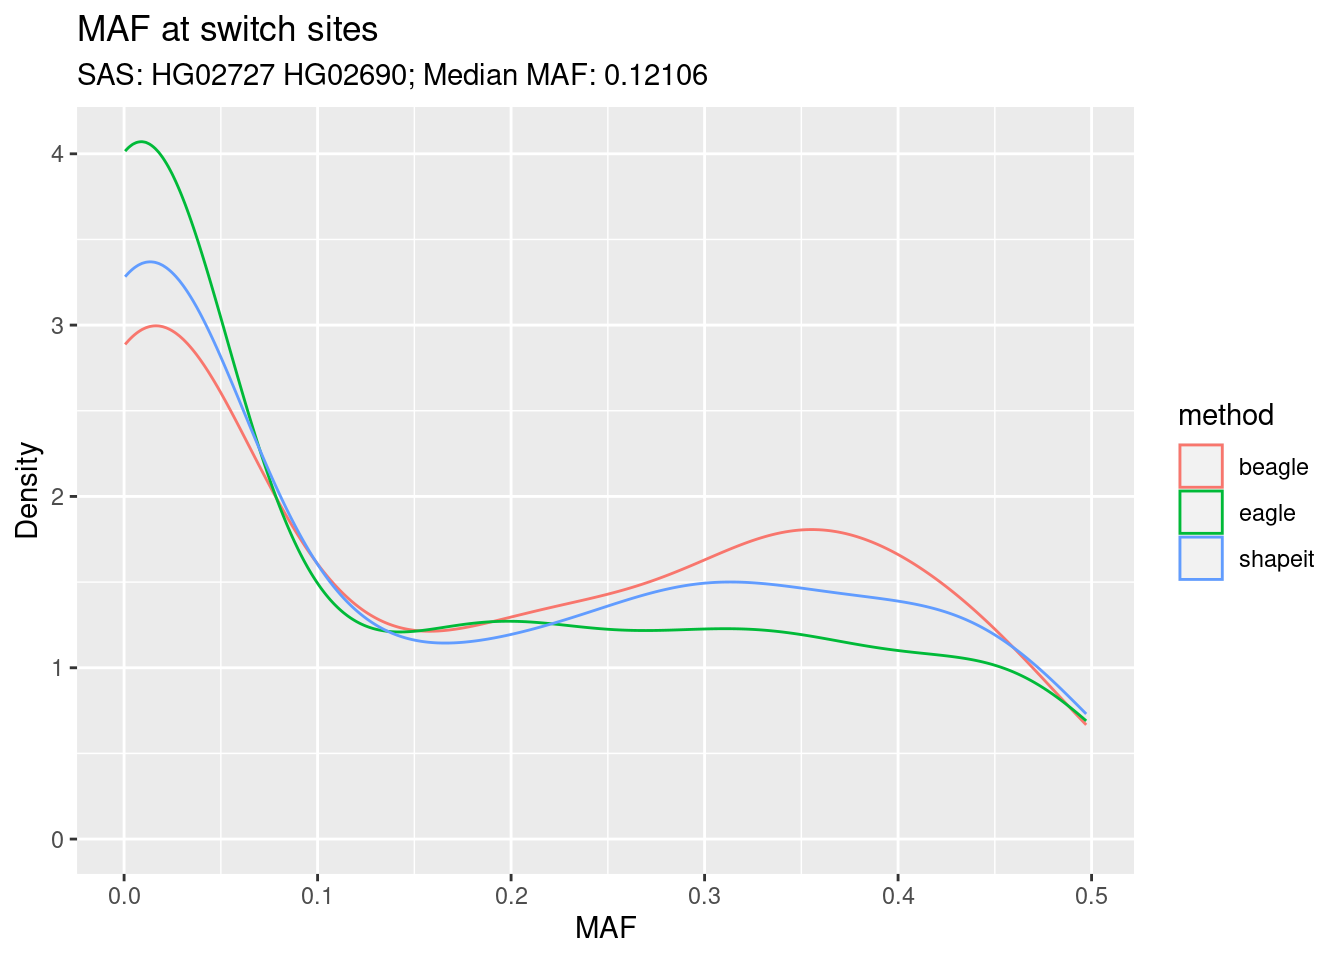 MAF at switch sites
SAS: HG02727 HG02690; Median MAF: 0.12106
Density
4
3
2
1
0
0.0 0.1 0.2 0.3 0.4 0.5
MAF
method
beagle
eagle
shapeit